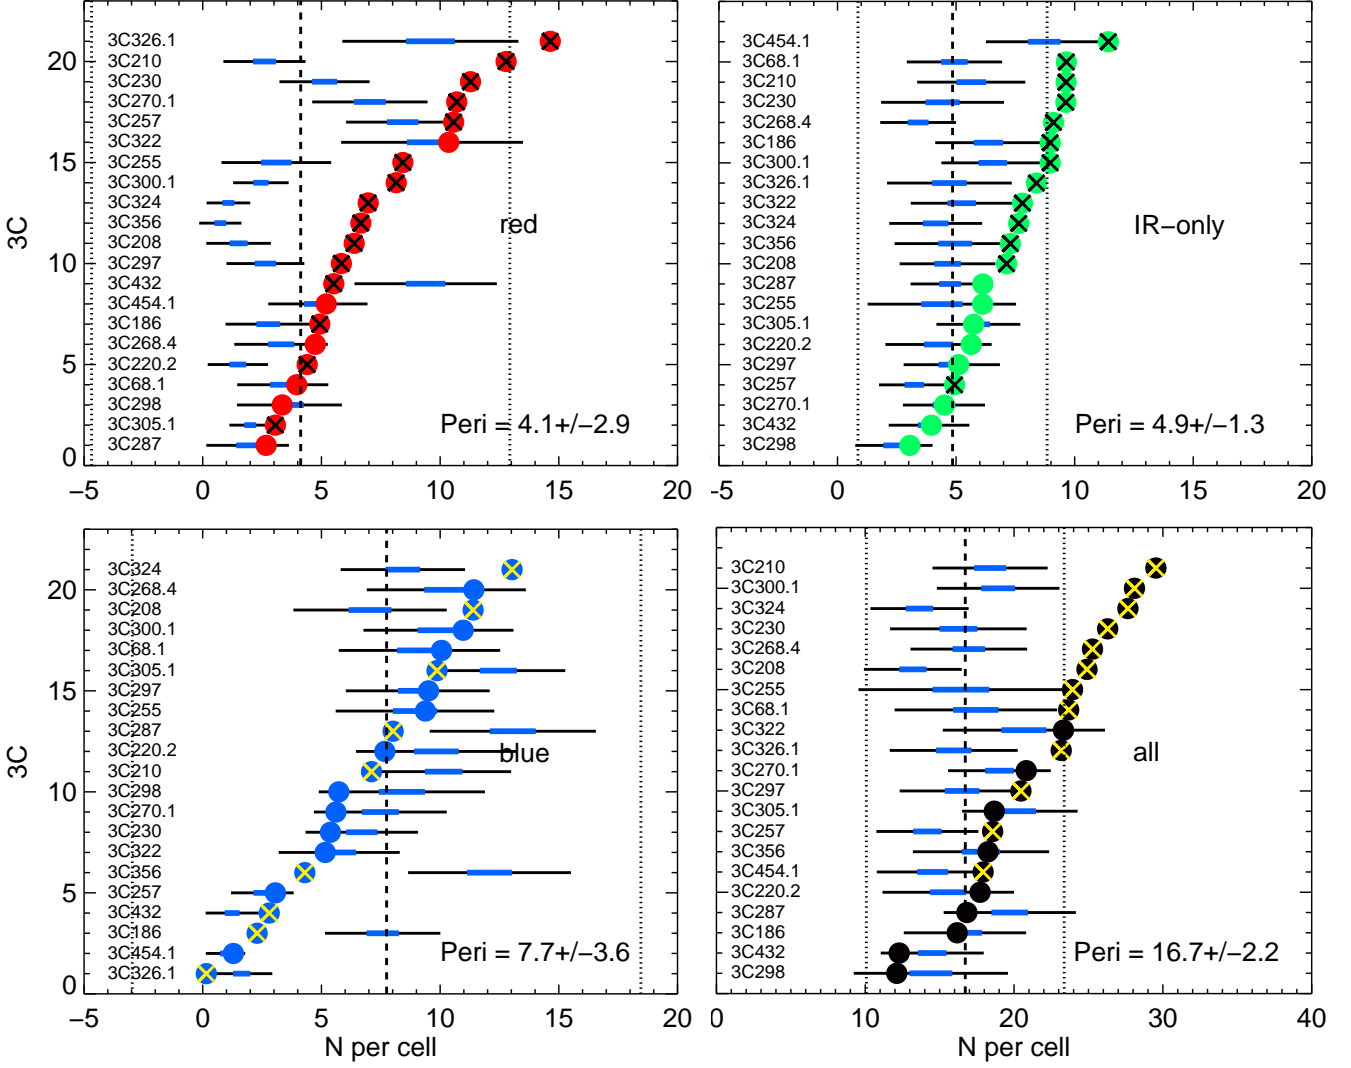 3C326.1
3C210
3C230
3C270.1
3C257
3C322
3C255
3C300.1
3C324
3C356
3C208
3C297
3C432
3C454.1
3C186
3C268.4
3C220.2
3C68.1
3C298
3C305.1
3C287
20
15
10
5
0
3C
red
Peri = 4.1+/−2.9
−5 0 5 10 15 20
3C454.1
3C68.1
3C210
3C230
3C268.4
3C186
3C300.1
3C326.1
3C322
3C324
3C356
3C208
3C287
3C255
3C305.1
3C220.2
3C297
3C257
3C270.1
3C432
3C298
IR−only
Peri = 4.9+/−1.3
−5 0 5 10 15 20
3C324
3C268.4
3C208
3C300.1
3C68.1
3C305.1
3C297
3C255
3C287
3C220.2
3C210
3C298
3C270.1
3C230
3C322
3C356
3C257
3C432
3C186
3C454.1
3C326.1
20
15
10
5
0
3C
blue
Peri = 7.7+/−3.6
−5 0 5 10 15 20
N per cell
3C210
3C300.1
3C324
3C230
3C268.4
3C208
3C255
3C68.1
3C322
3C326.1
3C270.1
3C297
3C305.1
3C257
3C356
3C454.1
3C220.2
3C287
3C186
3C432
3C298
all
Peri = 16.7+/−2.2
0 10 20 30 40
N per cell